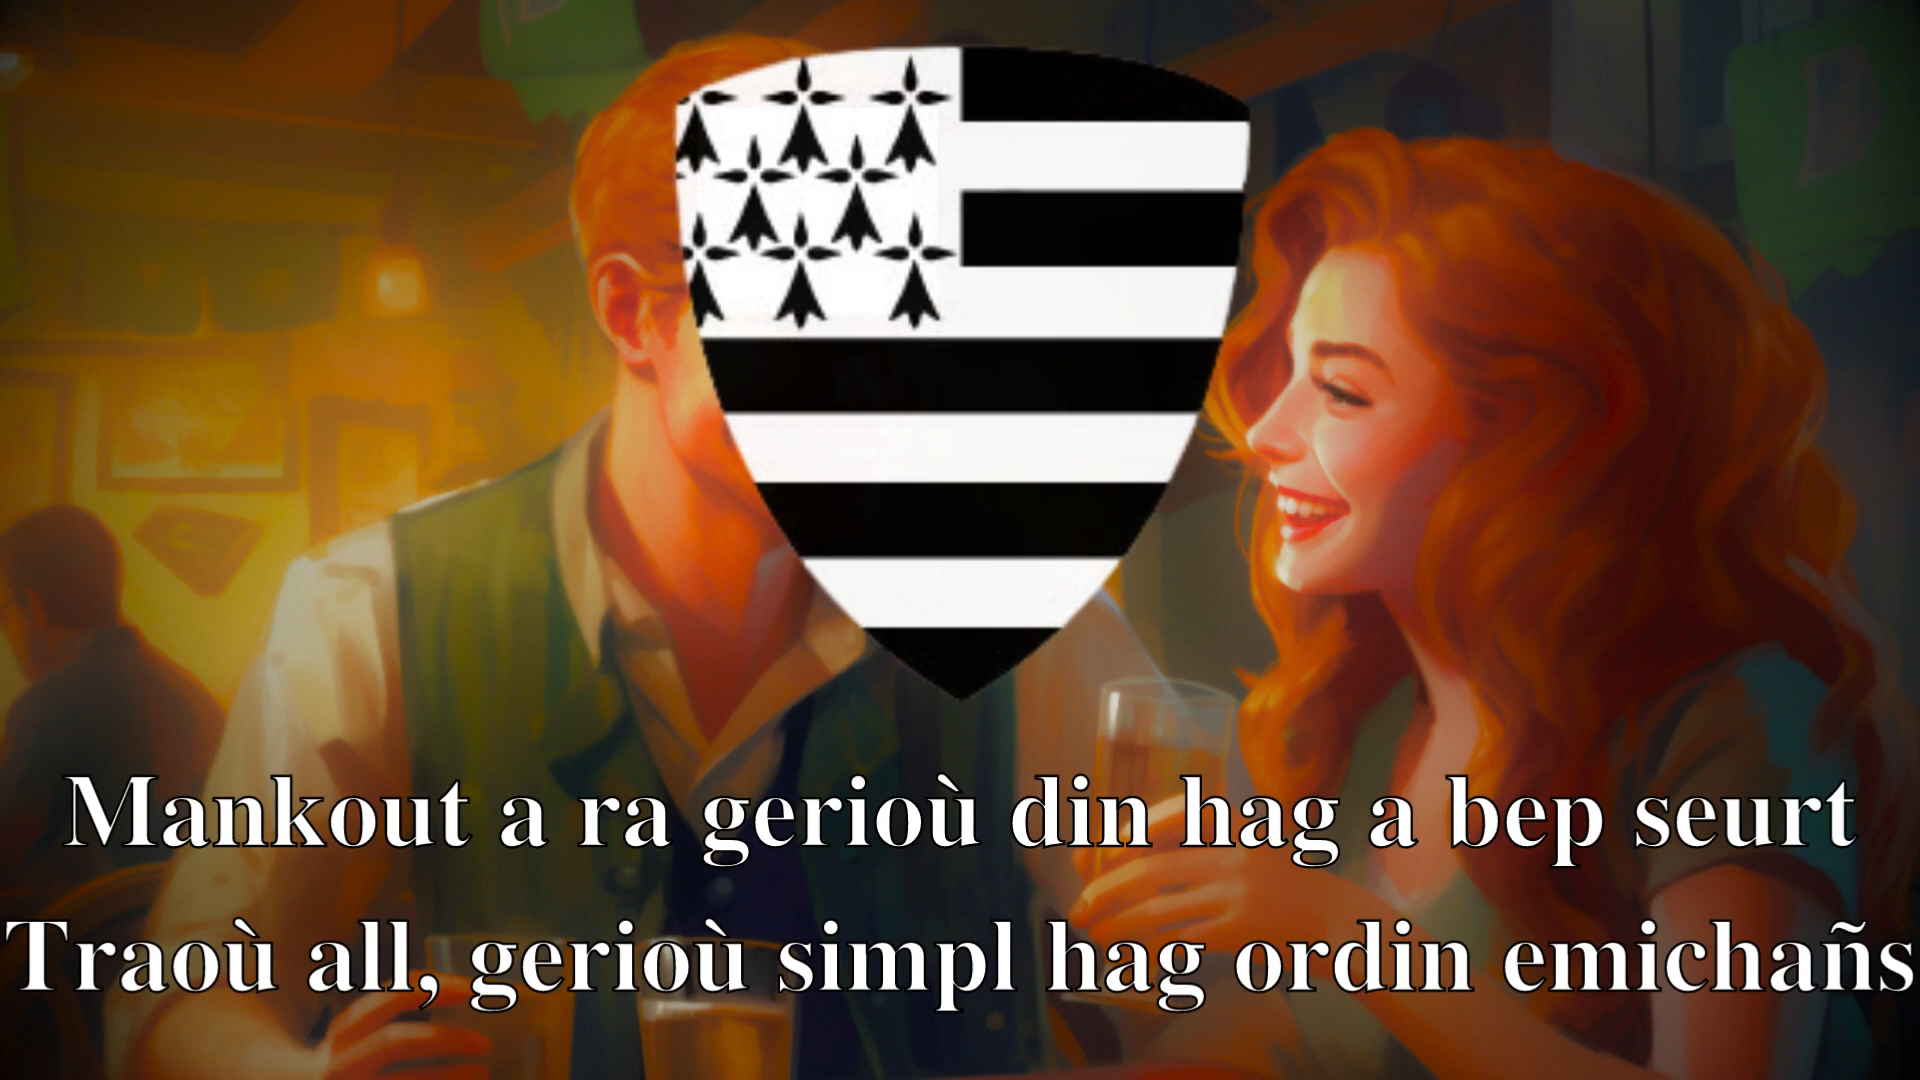 Mankout a ra gerioù din hag a bep seurt
Traoù all, gerioù simpl hag ordin emichañs